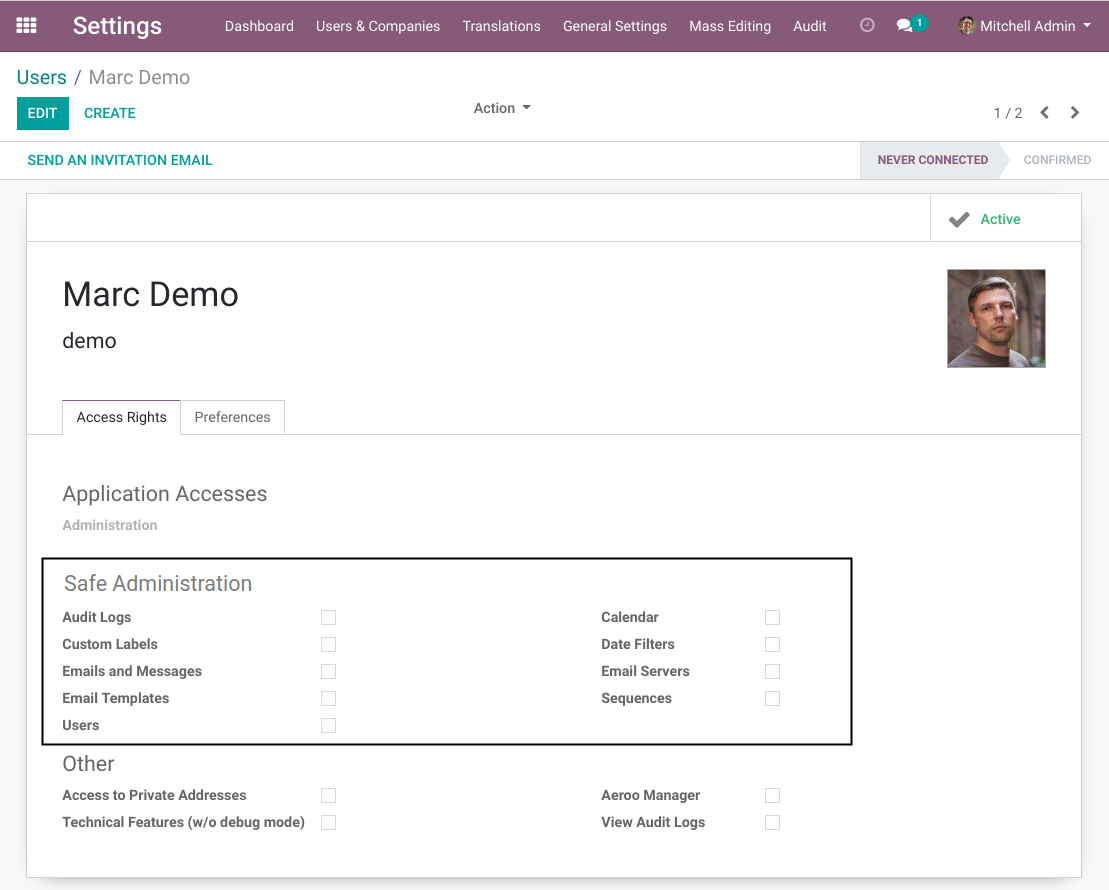 Settings Dashboard Users & Companies Translations General Settings Mass Editing Audit 1 Mitchell Admin
Users / Marc Demo
EDIT CREATE Action 1 / 2
SEND AN INVITATION EMAIL NEVER CONNECTED CONFIRMED
Active
Marc Demo
demo
Access Rights Preferences
Application Accesses
Administration
Safe Administration
Audit Logs Calendar
Custom Labels Date Filters
Emails and Messages Email Servers
Email Templates Sequences
Users
Other
Access to Private Addresses Aeroo Manager
Technical Features (w/o debug mode) View Audit Logs